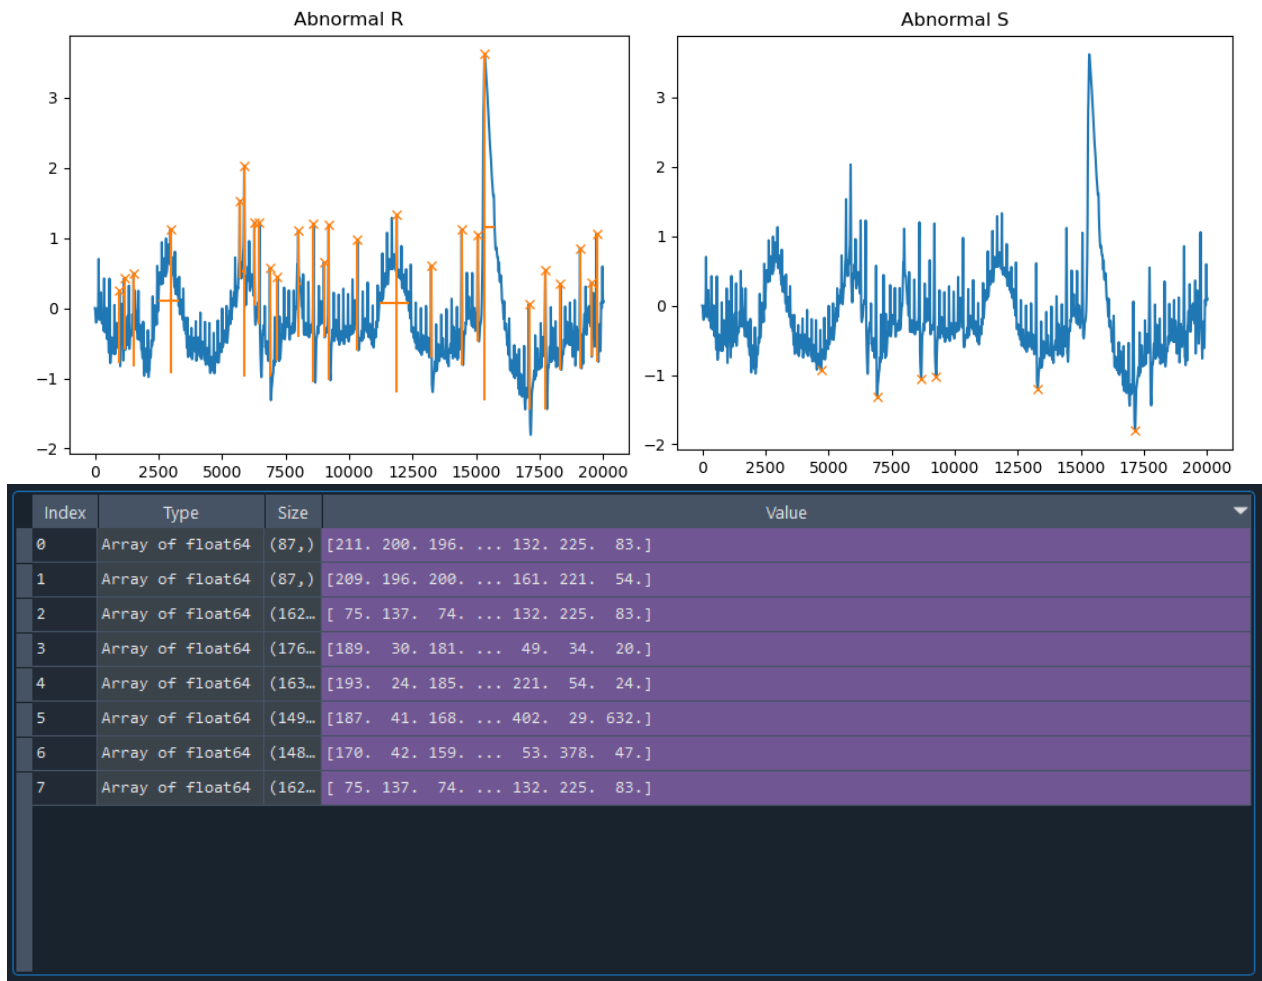 Abnormal R
3
2
1
0
−1
−2
0 2500 5000 7500 10000 12500 15000 17500 20000
Abnormal S
3
2
1
0
−1
−2
0 2500 5000 7500 10000 12500 15000 17500 20000
Index Type Size Value
0 Array of float64 (87,) [211. 200. 196. ... 132. 225. 83.]
1 Array of float64 (87,) [209. 196. 200. ... 161. 221. 54.]
2 Array of float64 (162… [ 75. 137. 74. ... 132. 225. 83.]
3 Array of float64 (176… [189. 30. 181. ... 49. 34. 20.]
4 Array of float64 (163… [193. 24. 185. ... 221. 54. 24.]
5 Array of float64 (149… [187. 41. 168. ... 402. 29. 632.]
6 Array of float64 (148… [170. 42. 159. ... 53. 378. 47.]
7 Array of float64 (162… [ 75. 137. 74. ... 132. 225. 83.]